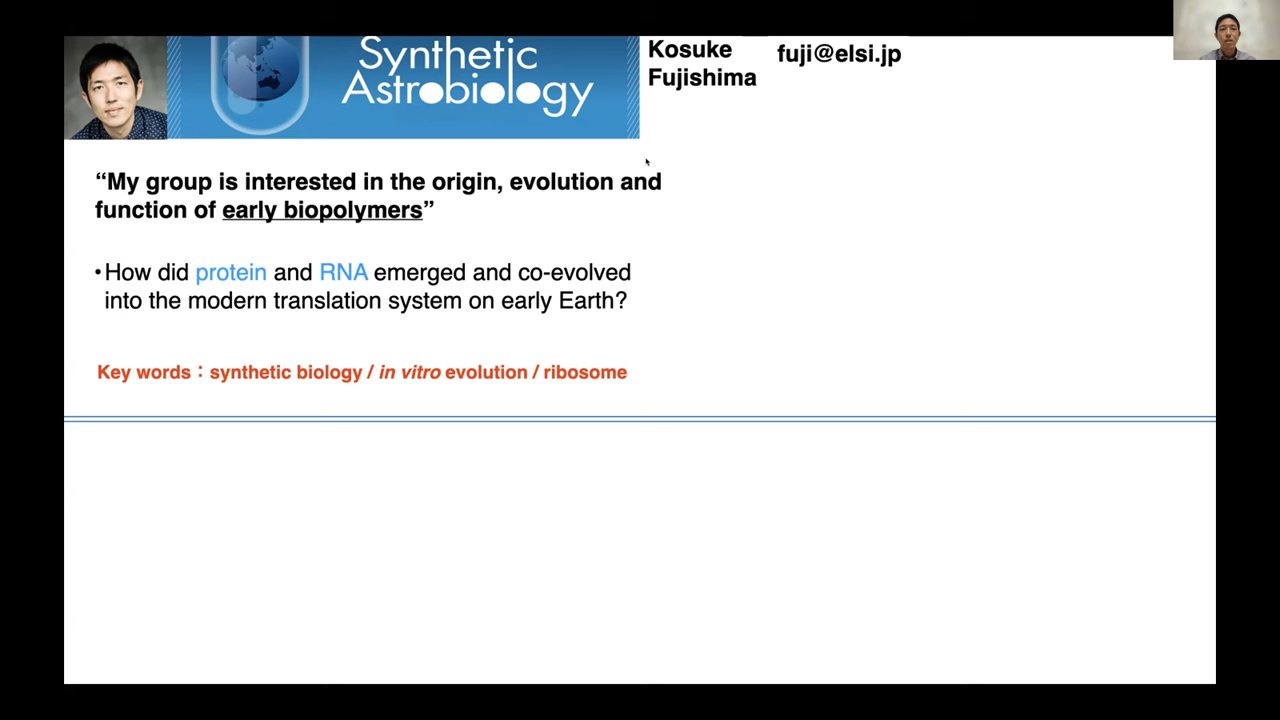 Synthetic
Astrobiology
Kosuke
Fujishima
fuji@elsi.jp
“My group is interested in the origin, evolution and
function of early biopolymers”
•How did protein and RNA emerged and co-evolved
into the modern translation system on early Earth?
Key words：synthetic biology / in vitro evolution / ribosome